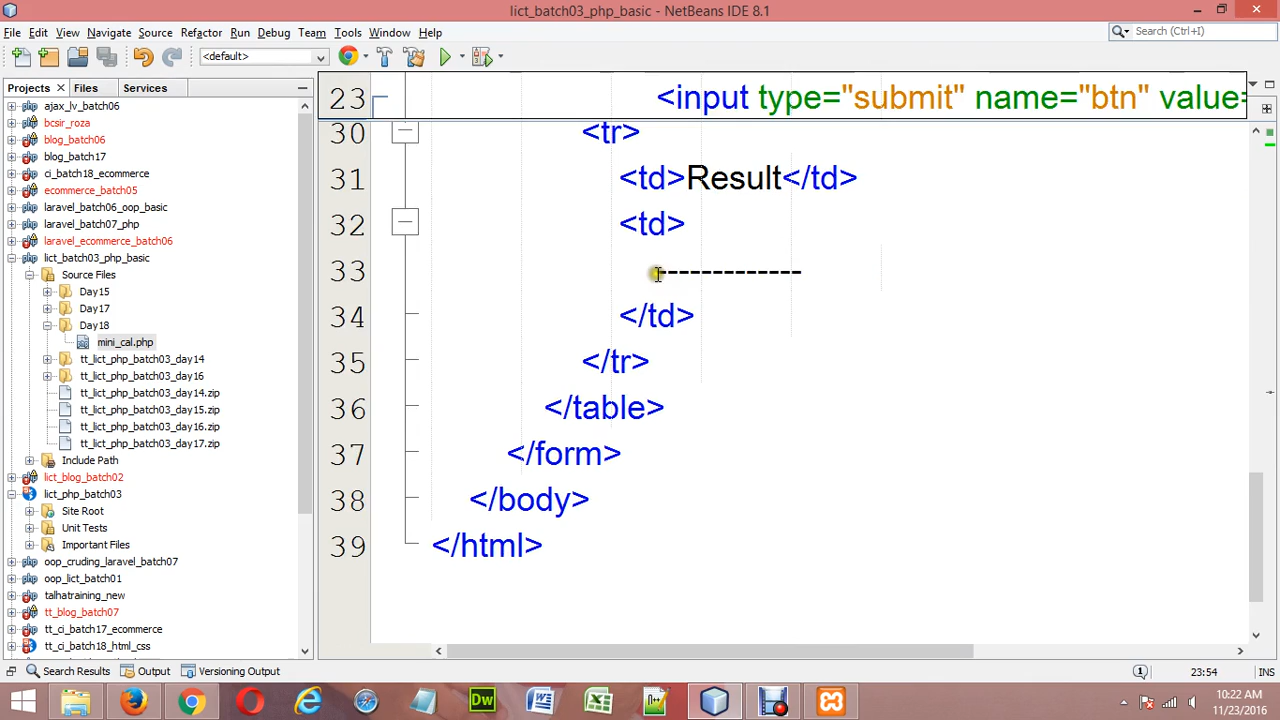 lict_batch03_php_basic - NetBeans IDE 8.1
File Edit View Navigate Source Refactor Run Debug Team Tools Window Help
Search (Ctrl+I)
<default>
Projects Files Services
ajax_lv_batch06
bcsir_roza
blog_batch06
blog_batch17
ci_batch18_ecommerce
ecommerce_batch05
laravel_batch06_oop_basic
laravel_batch07_php
laravel_ecommerce_batch06
lict_batch03_php_basic
Source Files
Day15
Day17
Day18
mini_cal.php
tt_lict_php_batch03_day14
tt_lict_php_batch03_day16
tt_lict_php_batch03_day14.zip
tt_lict_php_batch03_day15.zip
tt_lict_php_batch03_day16.zip
tt_lict_php_batch03_day17.zip
Include Path
lict_blog_batch02
lict_php_batch03
Site Root
Unit Tests
Important Files
oop_cruding_laravel_batch07
oop_lict_batch01
talhatraining_new
tt_blog_batch07
tt_ci_batch17_ecommerce
tt_ci_batch18_html_css
23 <input type="submit" name="btn" value=
30 <tr>
31 <td>Result</td>
32 <td>
33 -------------
34 </td>
35 </tr>
36 </table>
37 </form>
38 </body>
39 </html>
Search Results Output Versioning Output
1
23:54 INS
10:22 AM
11/23/2016